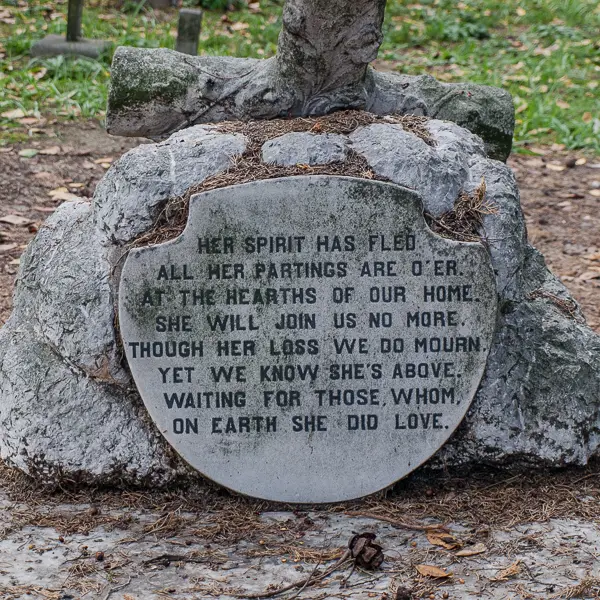 HER SPIRIT HAS FLED
ALL HER PARTINGS ARE O'ER.
AT THE HEARTHS OF OUR HOME.
SHE WILL JOIN US NO MORE.
THOUGH HER LOSS WE DO MOURN.
YET WE KNOW SHE'S ABOVE.
WAITING FOR THOSE, WHOM,
ON EARTH SHE DID LOVE.